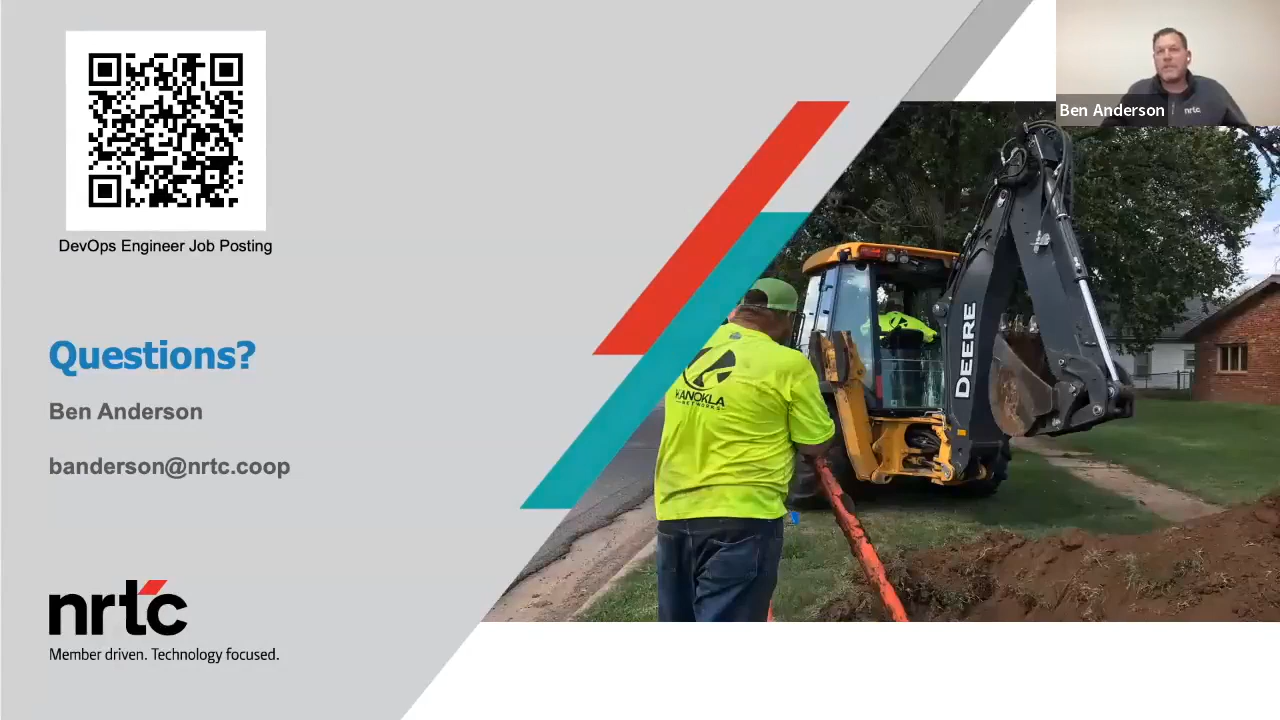 DevOps Engineer Job Posting
Questions?
Ben Anderson
banderson@nrtc.coop
nrtc
Member driven. Technology focused.
Ben Anderson
nrtc
DEERE
KANOKLA
NETWORKS